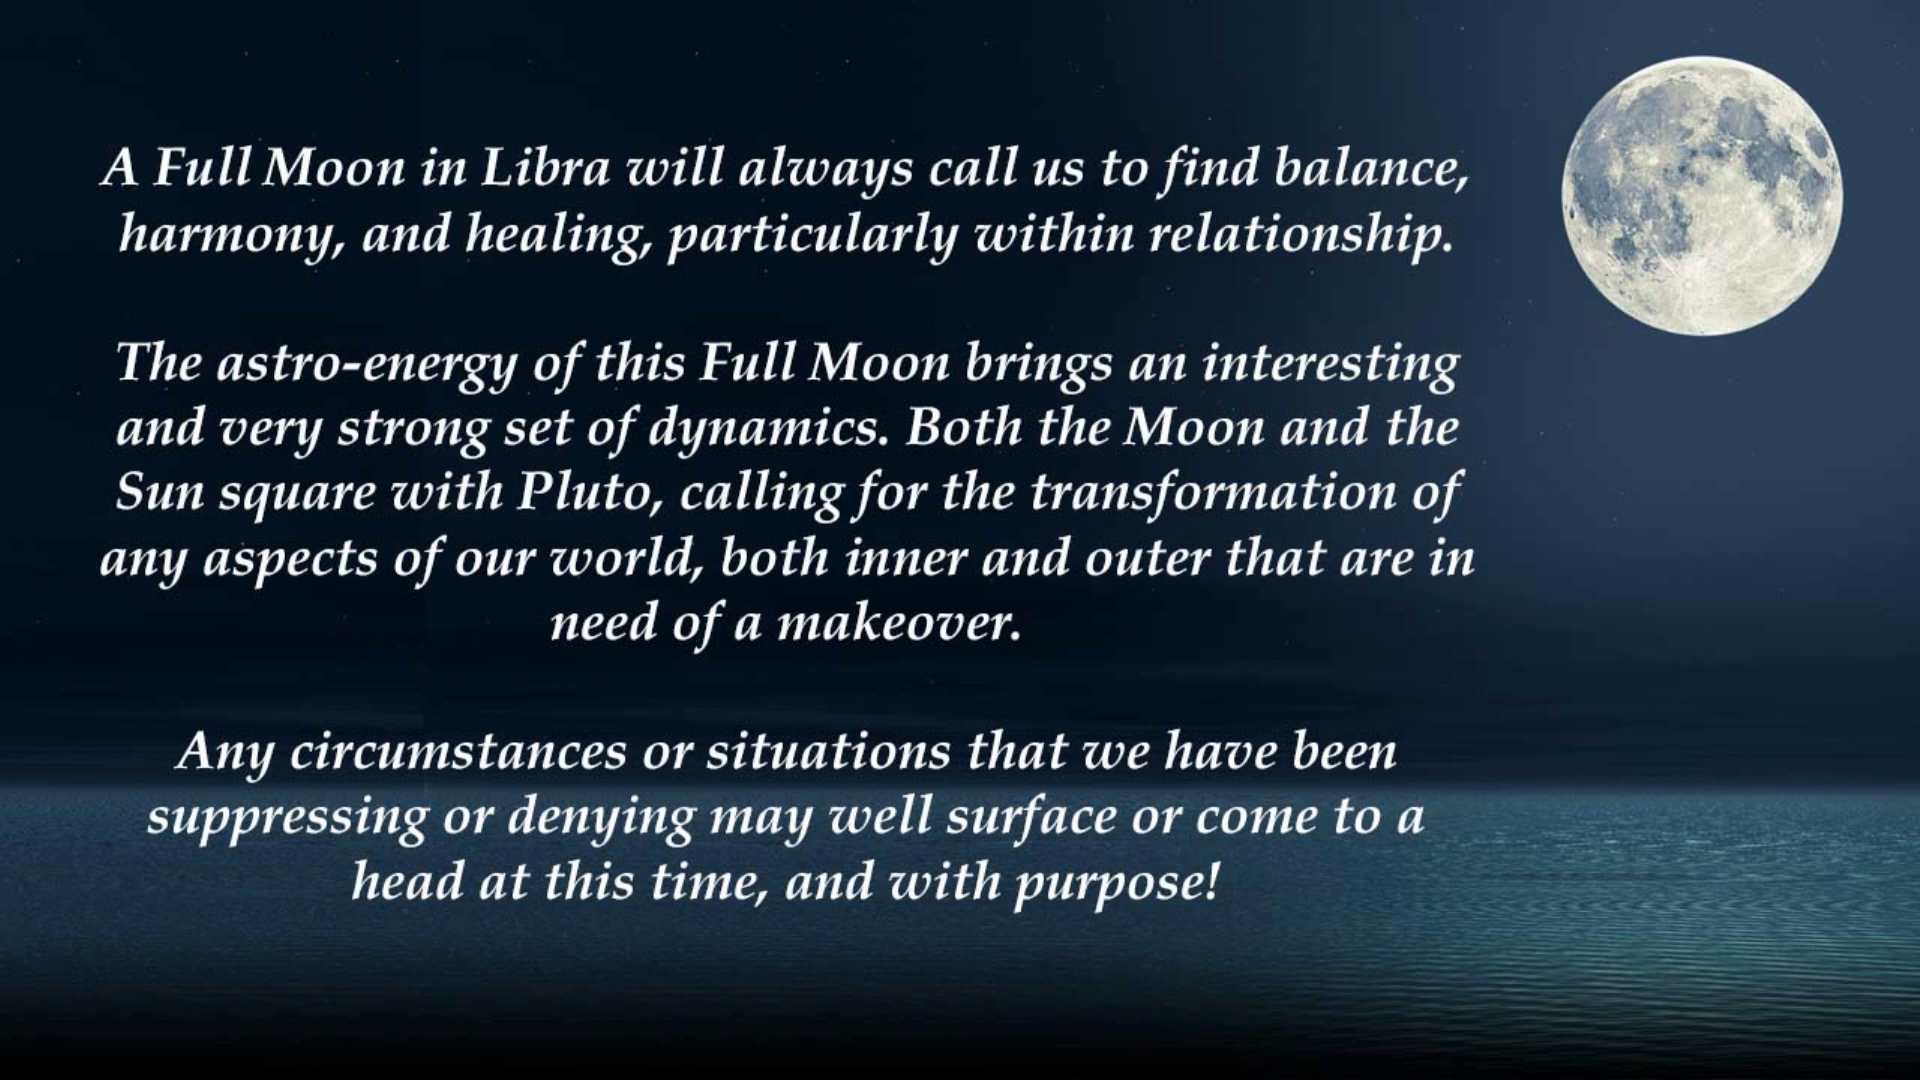 A Full Moon in Libra will always call us to find balance,
harmony, and healing, particularly within relationship.
The astro-energy of this Full Moon brings an interesting
and very strong set of dynamics. Both the Moon and the
Sun square with Pluto, calling for the transformation of
any aspects of our world, both inner and outer that are in
need of a makeover.
Any circumstances or situations that we have been
suppressing or denying may well surface or come to a
head at this time, and with purpose!